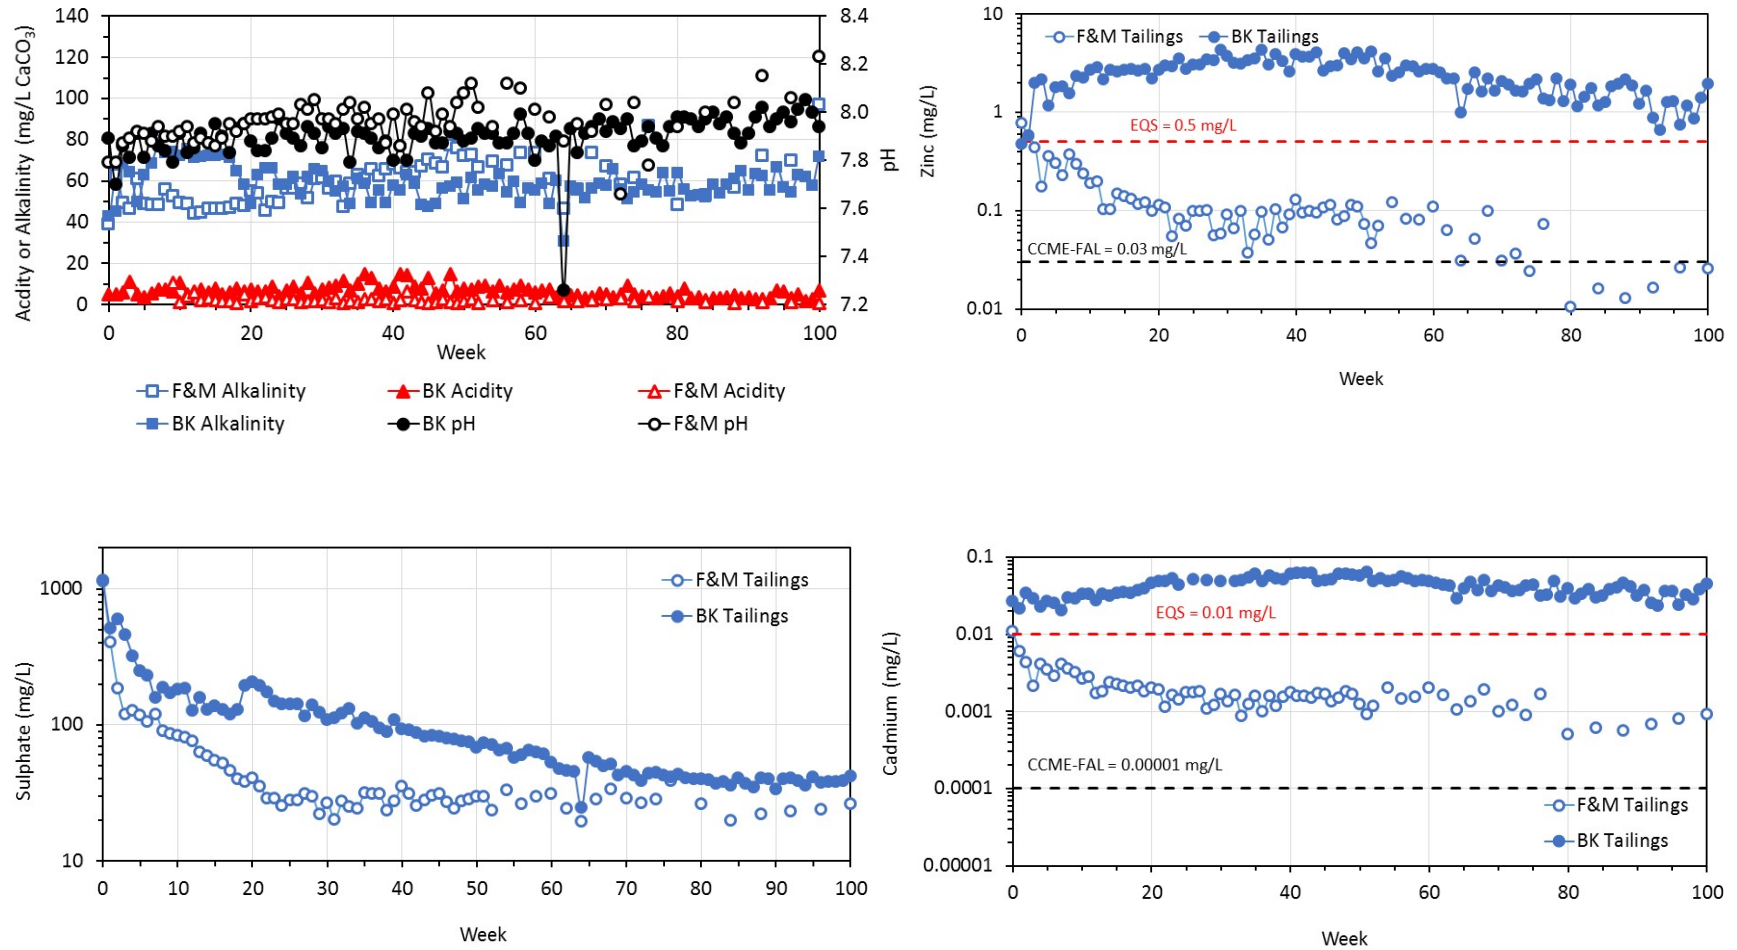 140
120
100
80
60
40
20
0
8.4
8.2
8.0
7.8
7.6
7.4
7.2
Acdity or Alkalinity (mg/L CaCO3)
pH
0 20 40 60 80 100
Week
F&M Alkalinity BK Acidity F&M Acidity
BK Alkalinity BK pH F&M pH
10
1
0.1
0.01
Zinc (mg/L)
F&M Tailings BK Tailings
EQS = 0.5 mg/L
CCME-FAL = 0.03 mg/L
0 20 40 60 80 100
Week
1000
100
10
Sulphate (mg/L)
F&M Tailings
BK Tailings
0 10 20 30 40 50 60 70 80 90 100
Week
0.1
0.01
0.001
0.0001
0.00001
Cadmium (mg/L)
EQS = 0.01 mg/L
CCME-FAL = 0.00001 mg/L
F&M Tailings
BK Tailings
0 20 40 60 80 100
Week